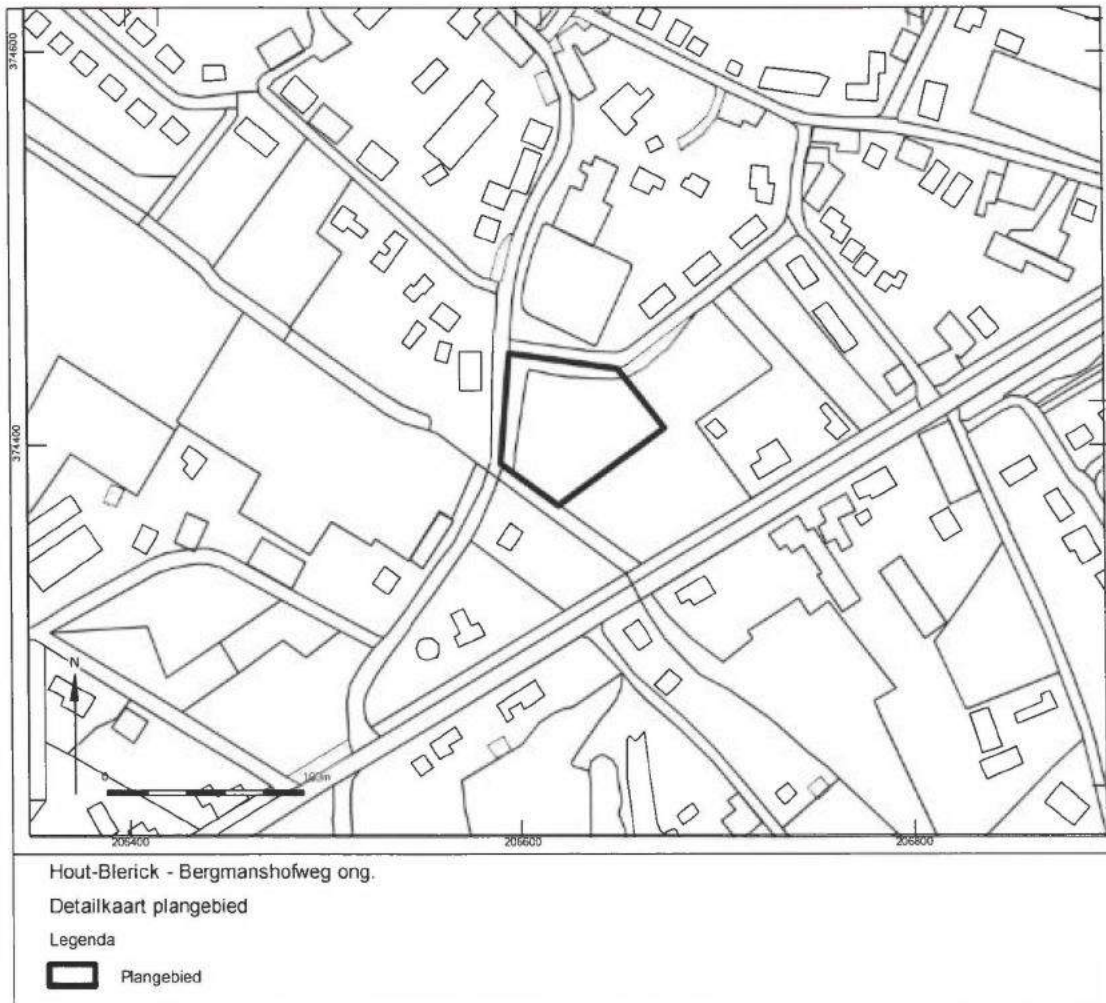 374600
374400
N
0
100m
206400
206600
206800
Hout-Blerick - Bergmanshofweg ong.
Detailkaart plangebied
Legenda
Plangebied